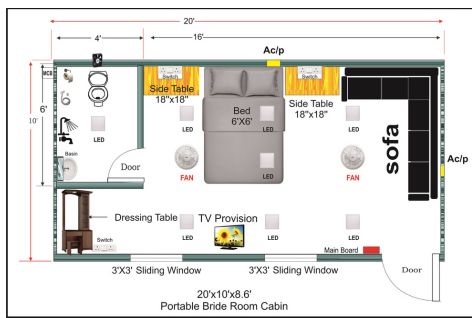 20'
4'
16'
Ac/p
MCB
Switch
Switch
Side Table
18"x18"
Side Table
18"x18"
Bed
6'X6'
6'
10'
LED
LED
LED
LED
LED
sofa
Ac/p
Basin
Door
FAN
FAN
Dressing Table
TV Provision
Switch
LED
LED
LED
Main Board
3'X3' Sliding Window
3'X3' Sliding Window
Door
20'x10'x8.6'
Portable Bride Room Cabin